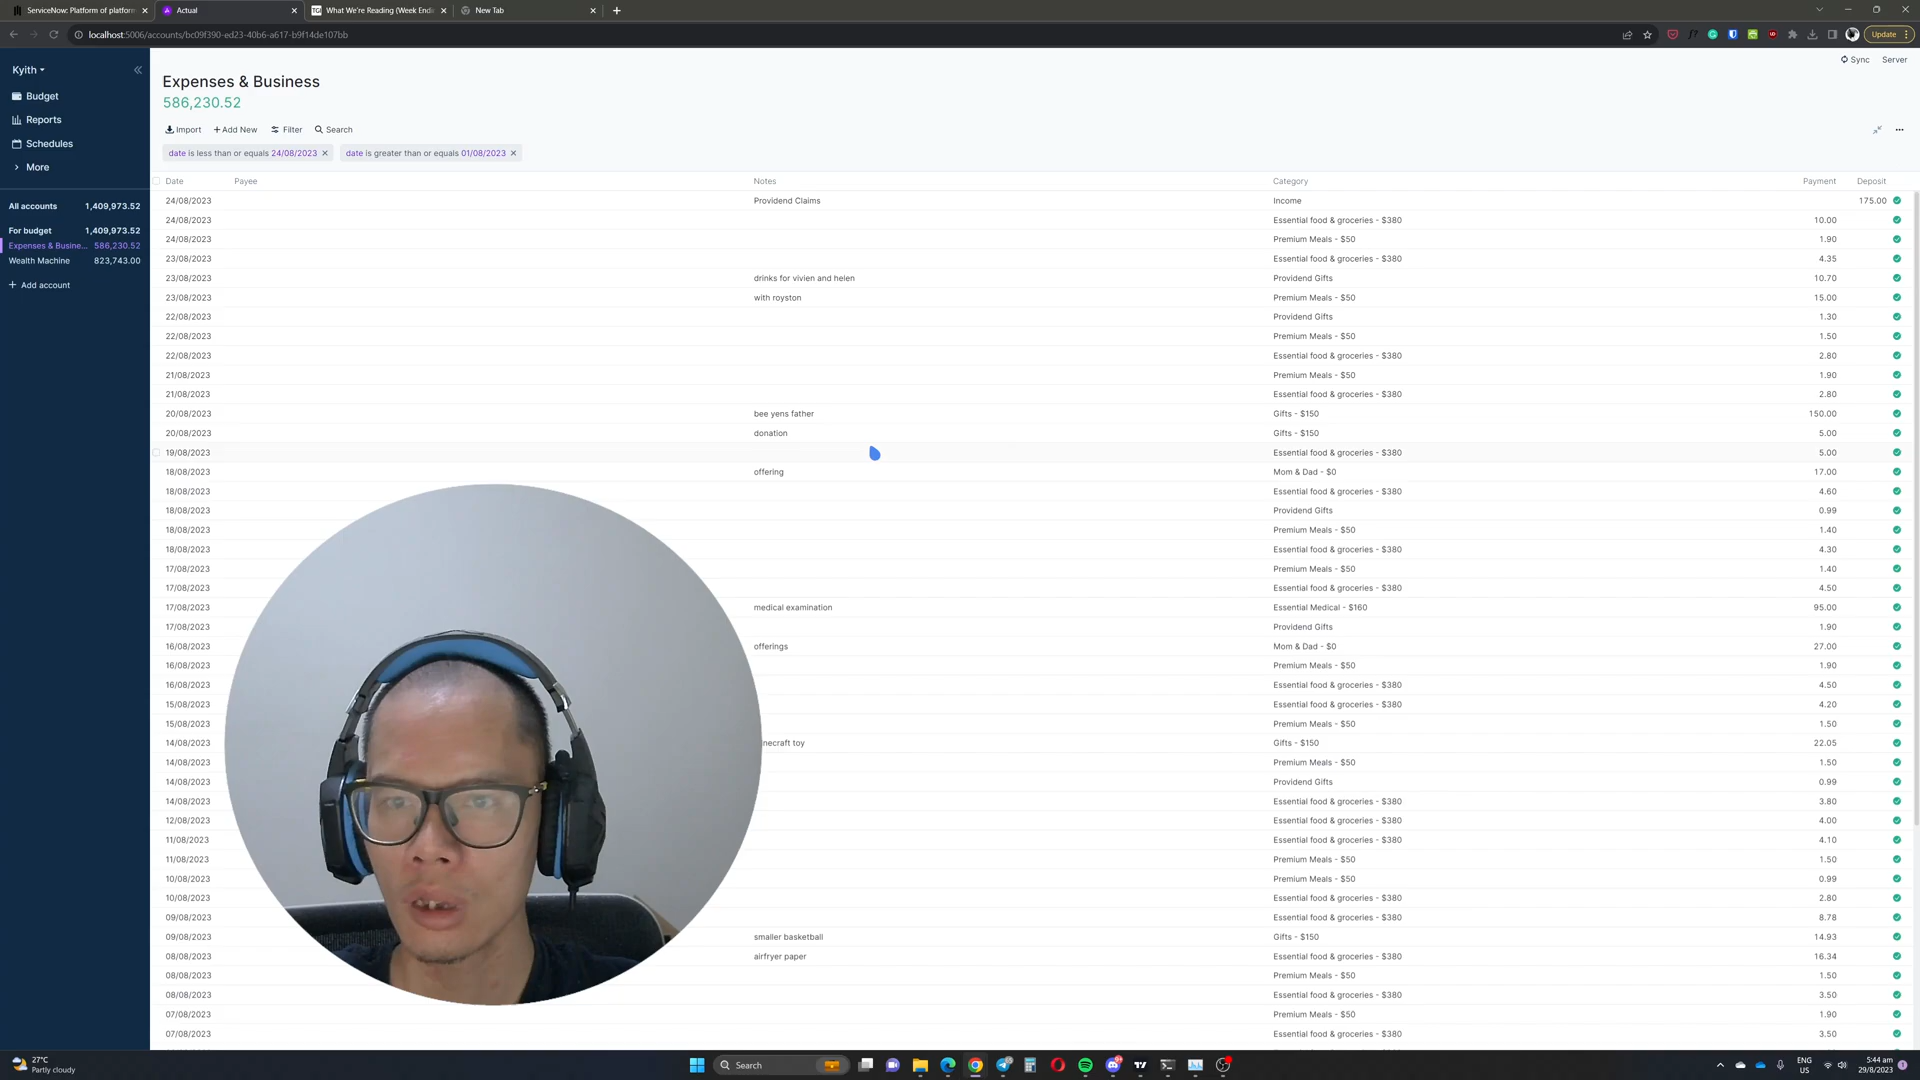 ServiceNow: Platform of platform
Actual
TGI What We're Reading (Week Endi
New Tab
localhost:5006/accounts/bc09f390-ed23-40b6-a617-b9f14de107bb
Update
Kyith
Budget
Reports
Schedules
More
All accounts 1,409,973.52
For budget 1,409,973.52
Expenses & Busine... 586,230.52
Wealth Machine 823,743.00
Add account
Sync Server
Expenses & Business
586,230.52
Import + Add New Filter Search
date is less than or equals 24/08/2023 date is greater than or equals 01/08/2023
Date Payee Notes Category Payment Deposit
24/08/2023 Providend Claims Income 175.00
24/08/2023 Essential food & groceries - $380 10.00
24/08/2023 Premium Meals - $50 1.90
23/08/2023 Essential food & groceries - $380 4.35
23/08/2023 drinks for vivien and helen Providend Gifts 10.70
23/08/2023 with royston Premium Meals - $50 15.00
22/08/2023 Providend Gifts 1.30
22/08/2023 Premium Meals - $50 1.50
22/08/2023 Essential food & groceries - $380 2.80
21/08/2023 Premium Meals - $50 1.90
21/08/2023 Essential food & groceries - $380 2.80
20/08/2023 bee yens father Gifts - $150 150.00
20/08/2023 donation Gifts - $150 5.00
19/08/2023 Essential food & groceries - $380 5.00
18/08/2023 offering Mom & Dad - $0 17.00
18/08/2023 Essential food & groceries - $380 4.60
18/08/2023 Providend Gifts 0.99
18/08/2023 Premium Meals - $50 1.40
18/08/2023 Essential food & groceries - $380 4.30
17/08/2023 Premium Meals - $50 1.40
17/08/2023 Essential food & groceries - $380 4.50
17/08/2023 medical examination Essential Medical - $160 95.00
17/08/2023 Providend Gifts 1.90
16/08/2023 offerings Mom & Dad - $0 27.00
16/08/2023 Premium Meals - $50 1.90
16/08/2023 Essential food & groceries - $380 4.50
15/08/2023 Essential food & groceries - $380 4.20
15/08/2023 Premium Meals - $50 1.50
14/08/2023 necraft toy Gifts - $150 22.05
14/08/2023 Premium Meals - $50 1.50
14/08/2023 Providend Gifts 0.99
14/08/2023 Essential food & groceries - $380 3.80
12/08/2023 Essential food & groceries - $380 4.00
11/08/2023 Essential food & groceries - $380 4.10
11/08/2023 Premium Meals - $50 1.50
10/08/2023 Premium Meals - $50 0.99
10/08/2023 Essential food & groceries - $380 2.80
09/08/2023 Essential food & groceries - $380 8.78
09/08/2023 smaller basketball Gifts - $150 14.93
08/08/2023 airfryer paper Essential food & groceries - $380 16.34
08/08/2023 Premium Meals - $50 1.50
08/08/2023 Essential food & groceries - $380 3.50
07/08/2023 Premium Meals - $50 1.90
07/08/2023 Essential food & groceries - $380 3.50
27°C
Partly cloudy
Search
ENG
US
5:44 am
29/8/2023